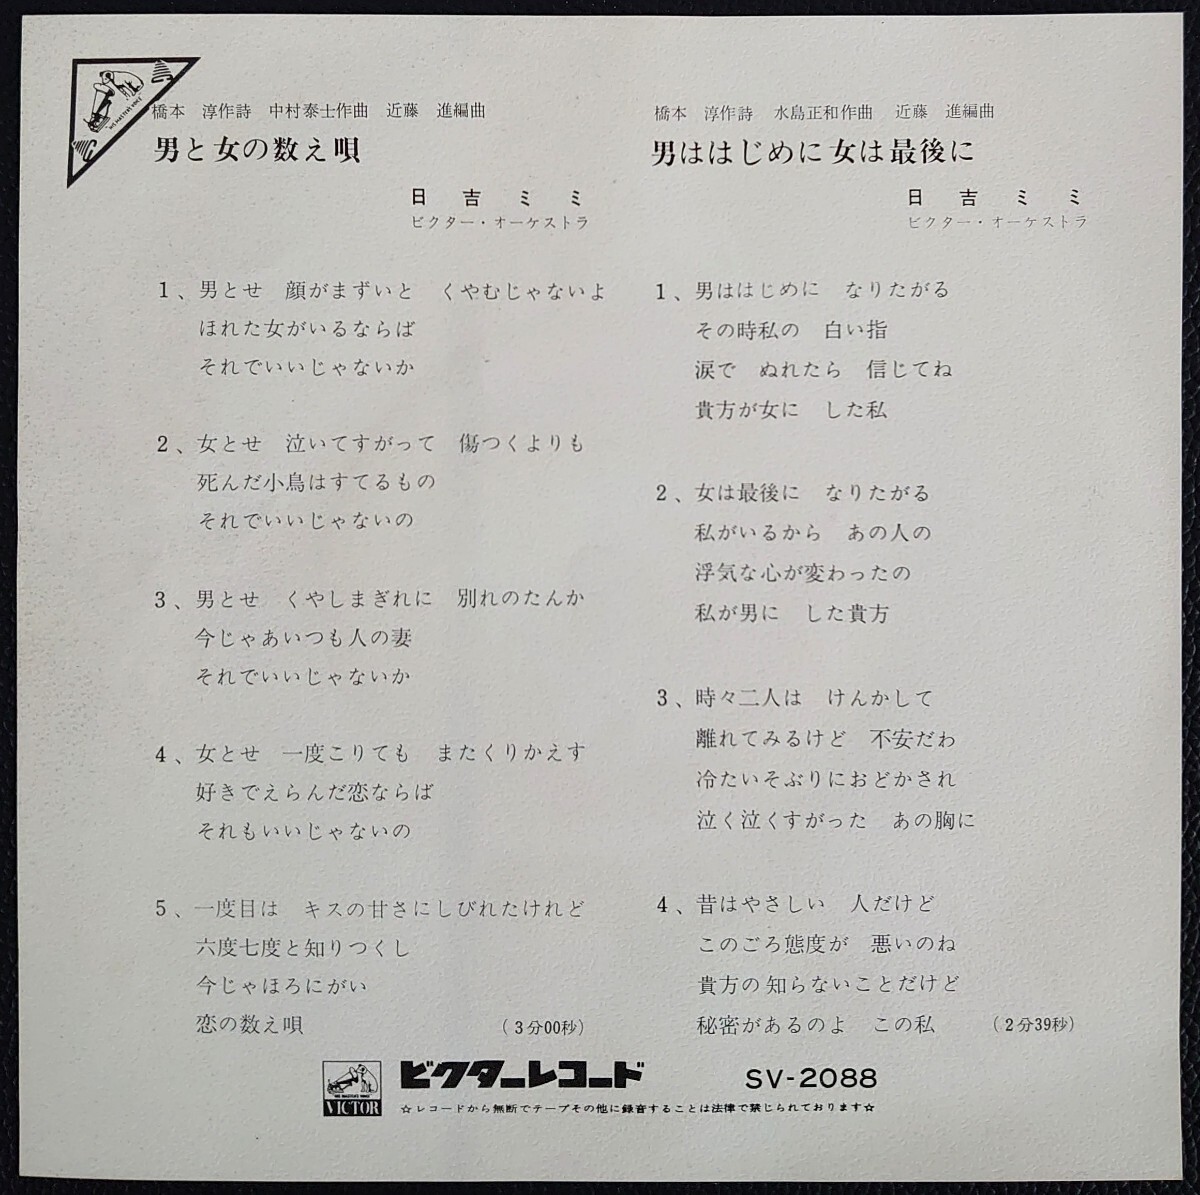 橋本　淳作詩　中村泰士作曲　近藤　進編曲
男と女の数え唄
日　吉　ミ　ミ
ビクター・オーケストラ
1、男とせ　顔がまずいと　くやむじゃないよ
ほれた女がいるならば
それでいいじゃないか
2、女とせ　泣いてすがって　傷つくよりも
死んだ小鳥はすてるもの
それでいいじゃないの
3、男とせ　くやしまぎれに　別れのたんか
今じゃあいつも人の妻
それでいいじゃないか
4、女とせ　一度こりても　またくりかえす
好きでえらんだ恋ならば
それもいいじゃないの
5、一度目は　キスの甘さにしびれたけれど
六度七度と知りつくし
今じゃほろにがい
恋の数え唄　（3分00秒）
橋本　淳作詩　水島正和作曲　近藤　進編曲
男ははじめに女は最後に
日　吉　ミ　ミ
ビクター・オーケストラ
1、男ははじめに　なりたがる
その時私の　白い指
涙で　ぬれたら　信じてね
貴方が女に　した私
2、女は最後に　なりたがる
私がいるから　あの人の
浮気な心が変わったの
私が男に　した貴方
3、時々二人は　けんかして
離れてみるけど　不安だわ
冷たいそぶりにおどかされ
泣く泣くすがった　あの胸に
4、昔はやさしい　人だけど
このごろ態度が　悪いのね
貴方の知らないことだけど
秘密があるのよ　この私　（2分39秒）
"HIS MASTER'S VOICE"
VICTOR
ビクターレコード　SV-2088
☆レコードから無断でテープその他に録音することは法律で禁じられております☆